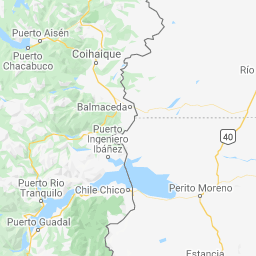 Puerto Aisén
Coihaique
Puerto
Chacabuco
Río
Balmaceda
40
Puerto
Ingeniero
Ibáñez
Puerto Rio
Tranquilo
Chile Chico
Perito Moreno
Puerto Guadal
Estancia